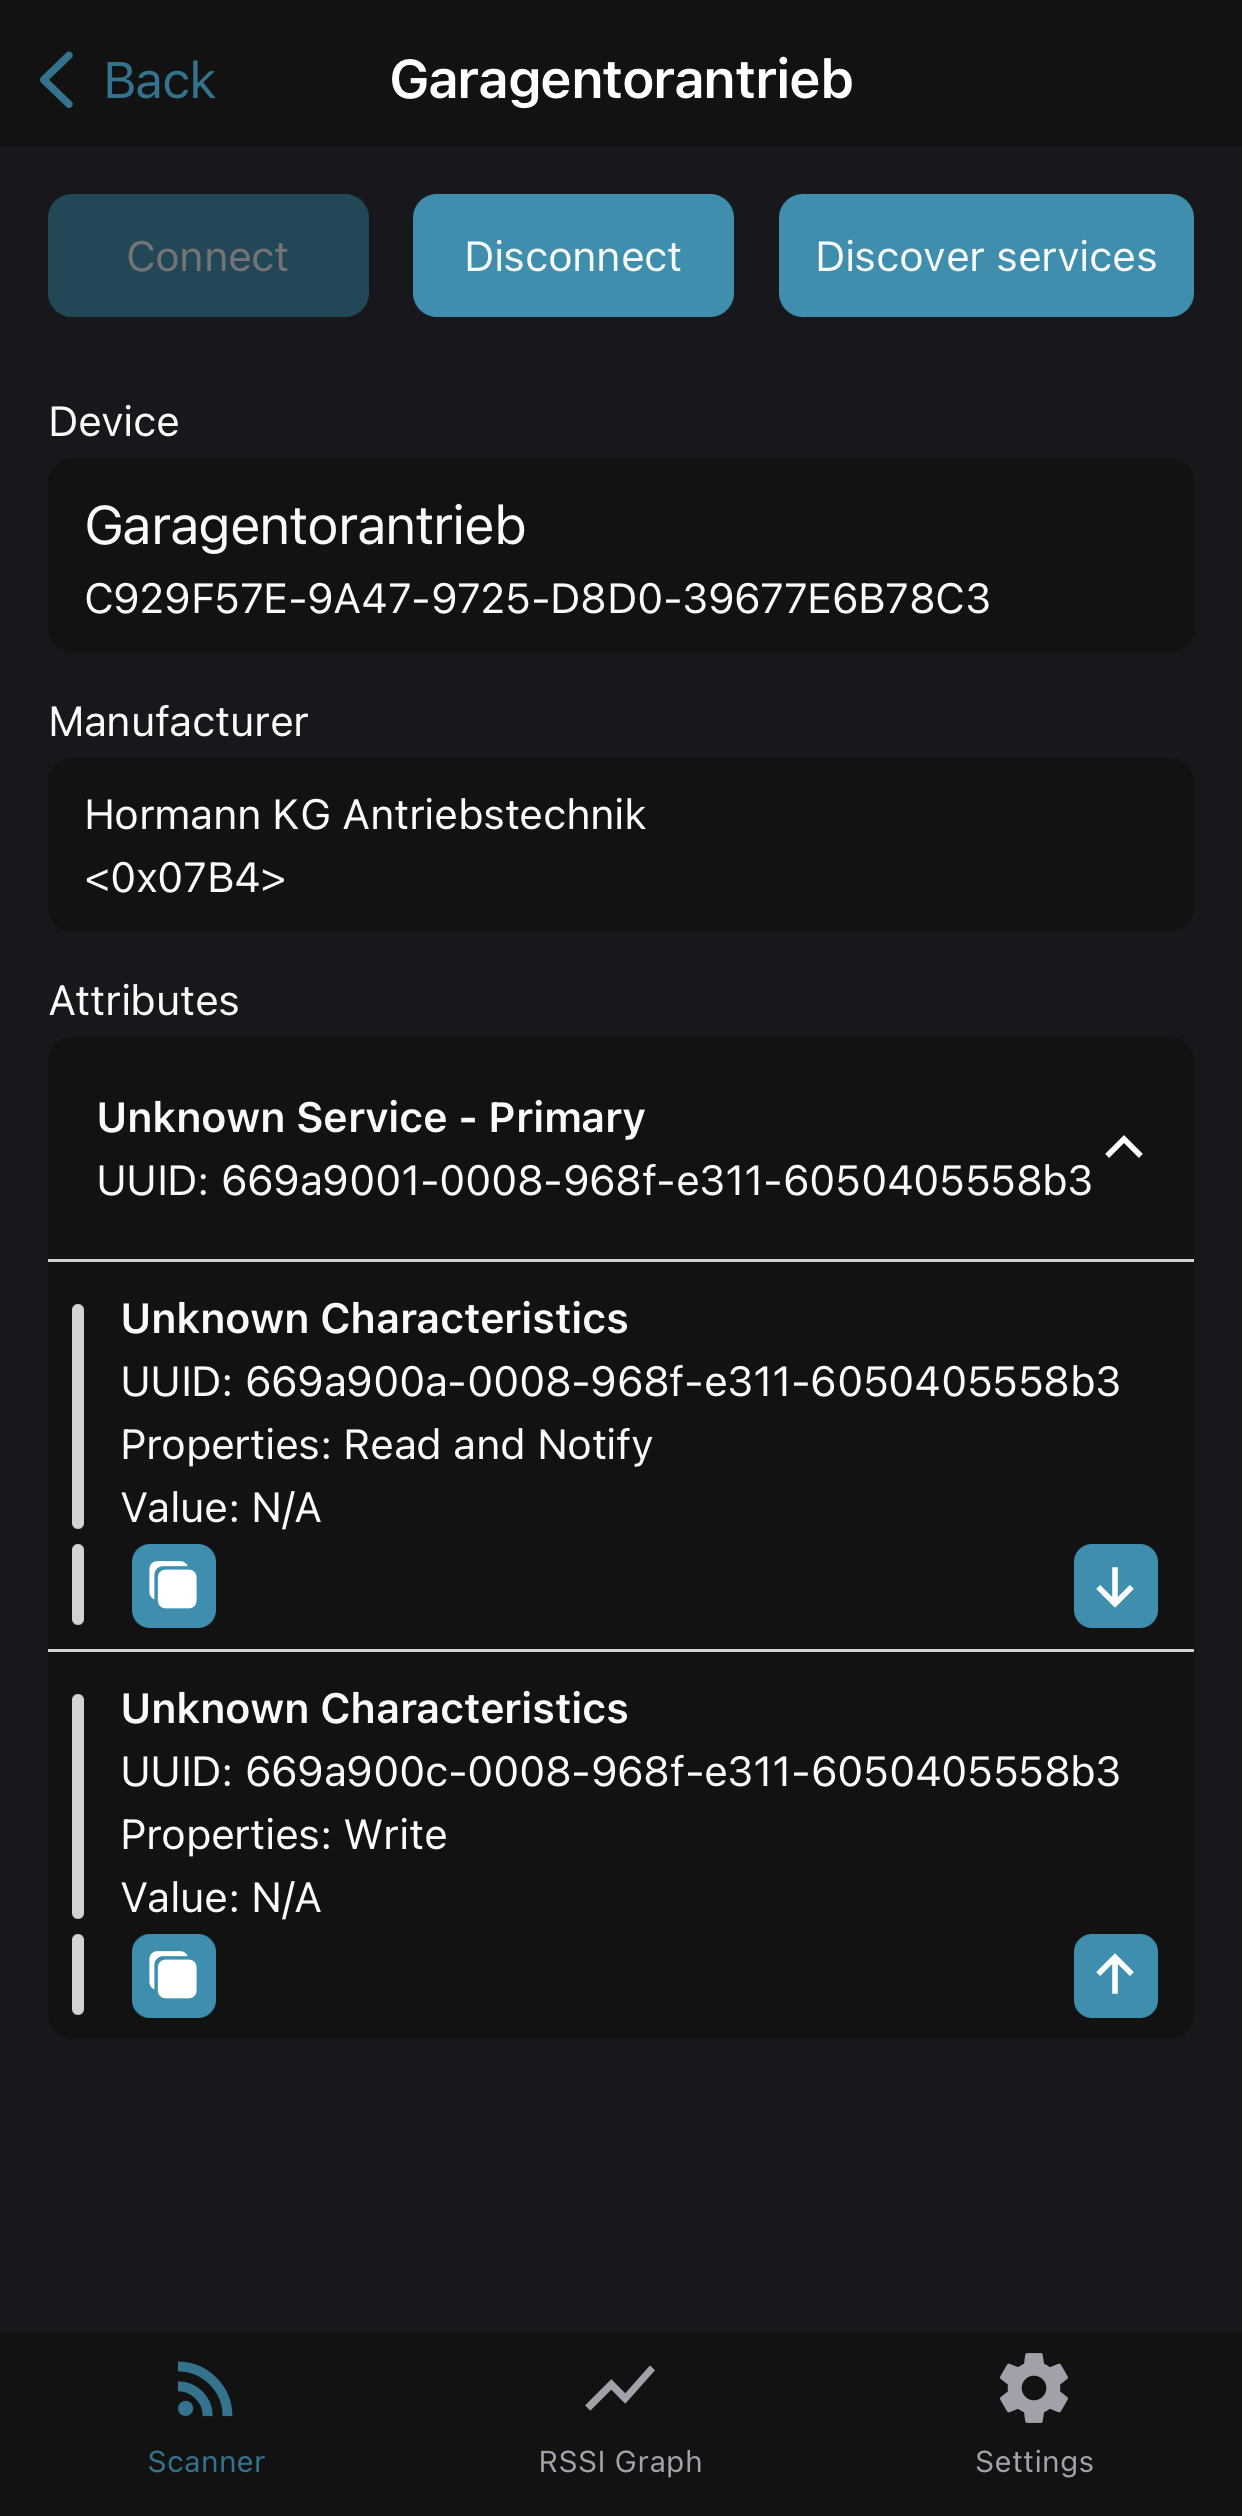 Back
Garagentorantrieb
Connect
Disconnect
Discover services
Device
Garagentorantrieb
C929F57E-9A47-9725-D8D0-39677E6B78C3
Manufacturer
Hormann KG Antriebstechnik
<0x07B4>
Attributes
Unknown Service - Primary
UUID: 669a9001-0008-968f-e311-6050405558b3
Unknown Characteristics
UUID: 669a900a-0008-968f-e311-6050405558b3
Properties: Read and Notify
Value: N/A
Unknown Characteristics
UUID: 669a900c-0008-968f-e311-6050405558b3
Properties: Write
Value: N/A
Scanner
RSSI Graph
Settings